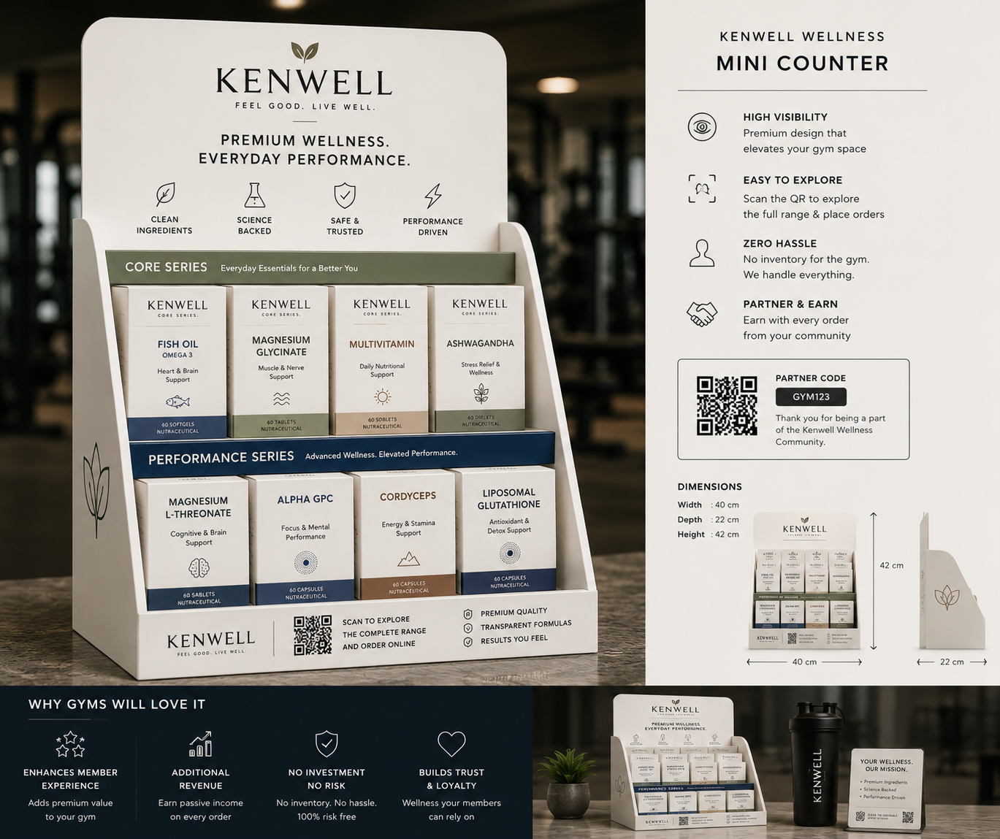 KENWELL
FEEL GOOD. LIVE WELL.
PREMIUM WELLNESS.
EVERYDAY PERFORMANCE.
CLEAN
INGREDIENTS
SCIENCE
BACKED
SAFE &
TRUSTED
PERFORMANCE
DRIVEN
CORE SERIES Everyday Essentials for a Better You
KENWELL
CORE SERIES.
FISH OIL
OMEGA 3
Heart & Brain
Support
60 SOFTGELS
NUTRACEUTICAL
KENWELL
CORE SERIES.
MAGNESIUM
GLYCINATE
Muscle & Nerve
Support
60 TABLETS
NUTRACEUTICAL
KENWELL
CORE SERIES.
MULTIVITAMIN
Daily Nutritional
Support
60
NUTRACEUTICAL
KENWELL
CORE SERIES.
ASHWAGANDHA
Stress Relief &
Wellness
60
NUTRACEUTICAL
PERFORMANCE SERIES Advanced Wellness. Elevated Performance.
MAGNESIUM
L-THREONATE
Cognitive & Brain
Support
60 SABLETS
NUTRACEUTICAL
ALPHA GPC
Focus & Mental
Performance
60 CAPSULES
NUTRACEUTICAL
CORDYCEPS
Energy & Stamina
Support
60 CAPSULES
NUTRACEUTICAL
LIPOSOMAL
GLUTATHIONE
Antioxidant &
Detox Support
60 CAPSULES
NUTRACEUTICAL
KENWELL
FEEL GOOD. LIVE WELL.
SCAN TO EXPLORE
THE COMPLETE RANGE
AND ORDER ONLINE
PREMIUM QUALITY
TRANSPARENT FORMULAS
RESULTS YOU FEEL
KENWELL WELLNESS
MINI COUNTER
HIGH VISIBILITY
Premium design that
elevates your gym space
EASY TO EXPLORE
Scan the QR to explore
the full range & place orders
ZERO HASSLE
No inventory for the gym.
We handle everything.
PARTNER & EARN
Earn with every order
from your community
PARTNER CODE
GYM123
Thank you for being a part
of the Kenwell Wellness
Community.
DIMENSIONS
Width : 40 cm
Depth : 22 cm
Height : 42 cm
KENWELL
42 cm
KENWELL
40 cm
22 cm
WHY GYMS WILL LOVE IT
ENHANCES MEMBER
EXPERIENCE
Adds premium value
to your gym
ADDITIONAL
REVENUE
Earn passive income
on every order
NO INVESTMENT
NO RISK
No inventory. No hassle.
100% risk free
BUILDS TRUST
& LOYALTY
Wellness your members
can rely on
KENWELL
PREMIUM WELLNESS.
EVERYDAY PERFORMANCE.
PERFORMANCE SERIES
KENWELL
KENWELL
YOUR WELLNESS.
OUR MISSION.
• Premium Ingredients
• Science Backed
• Performance Driven